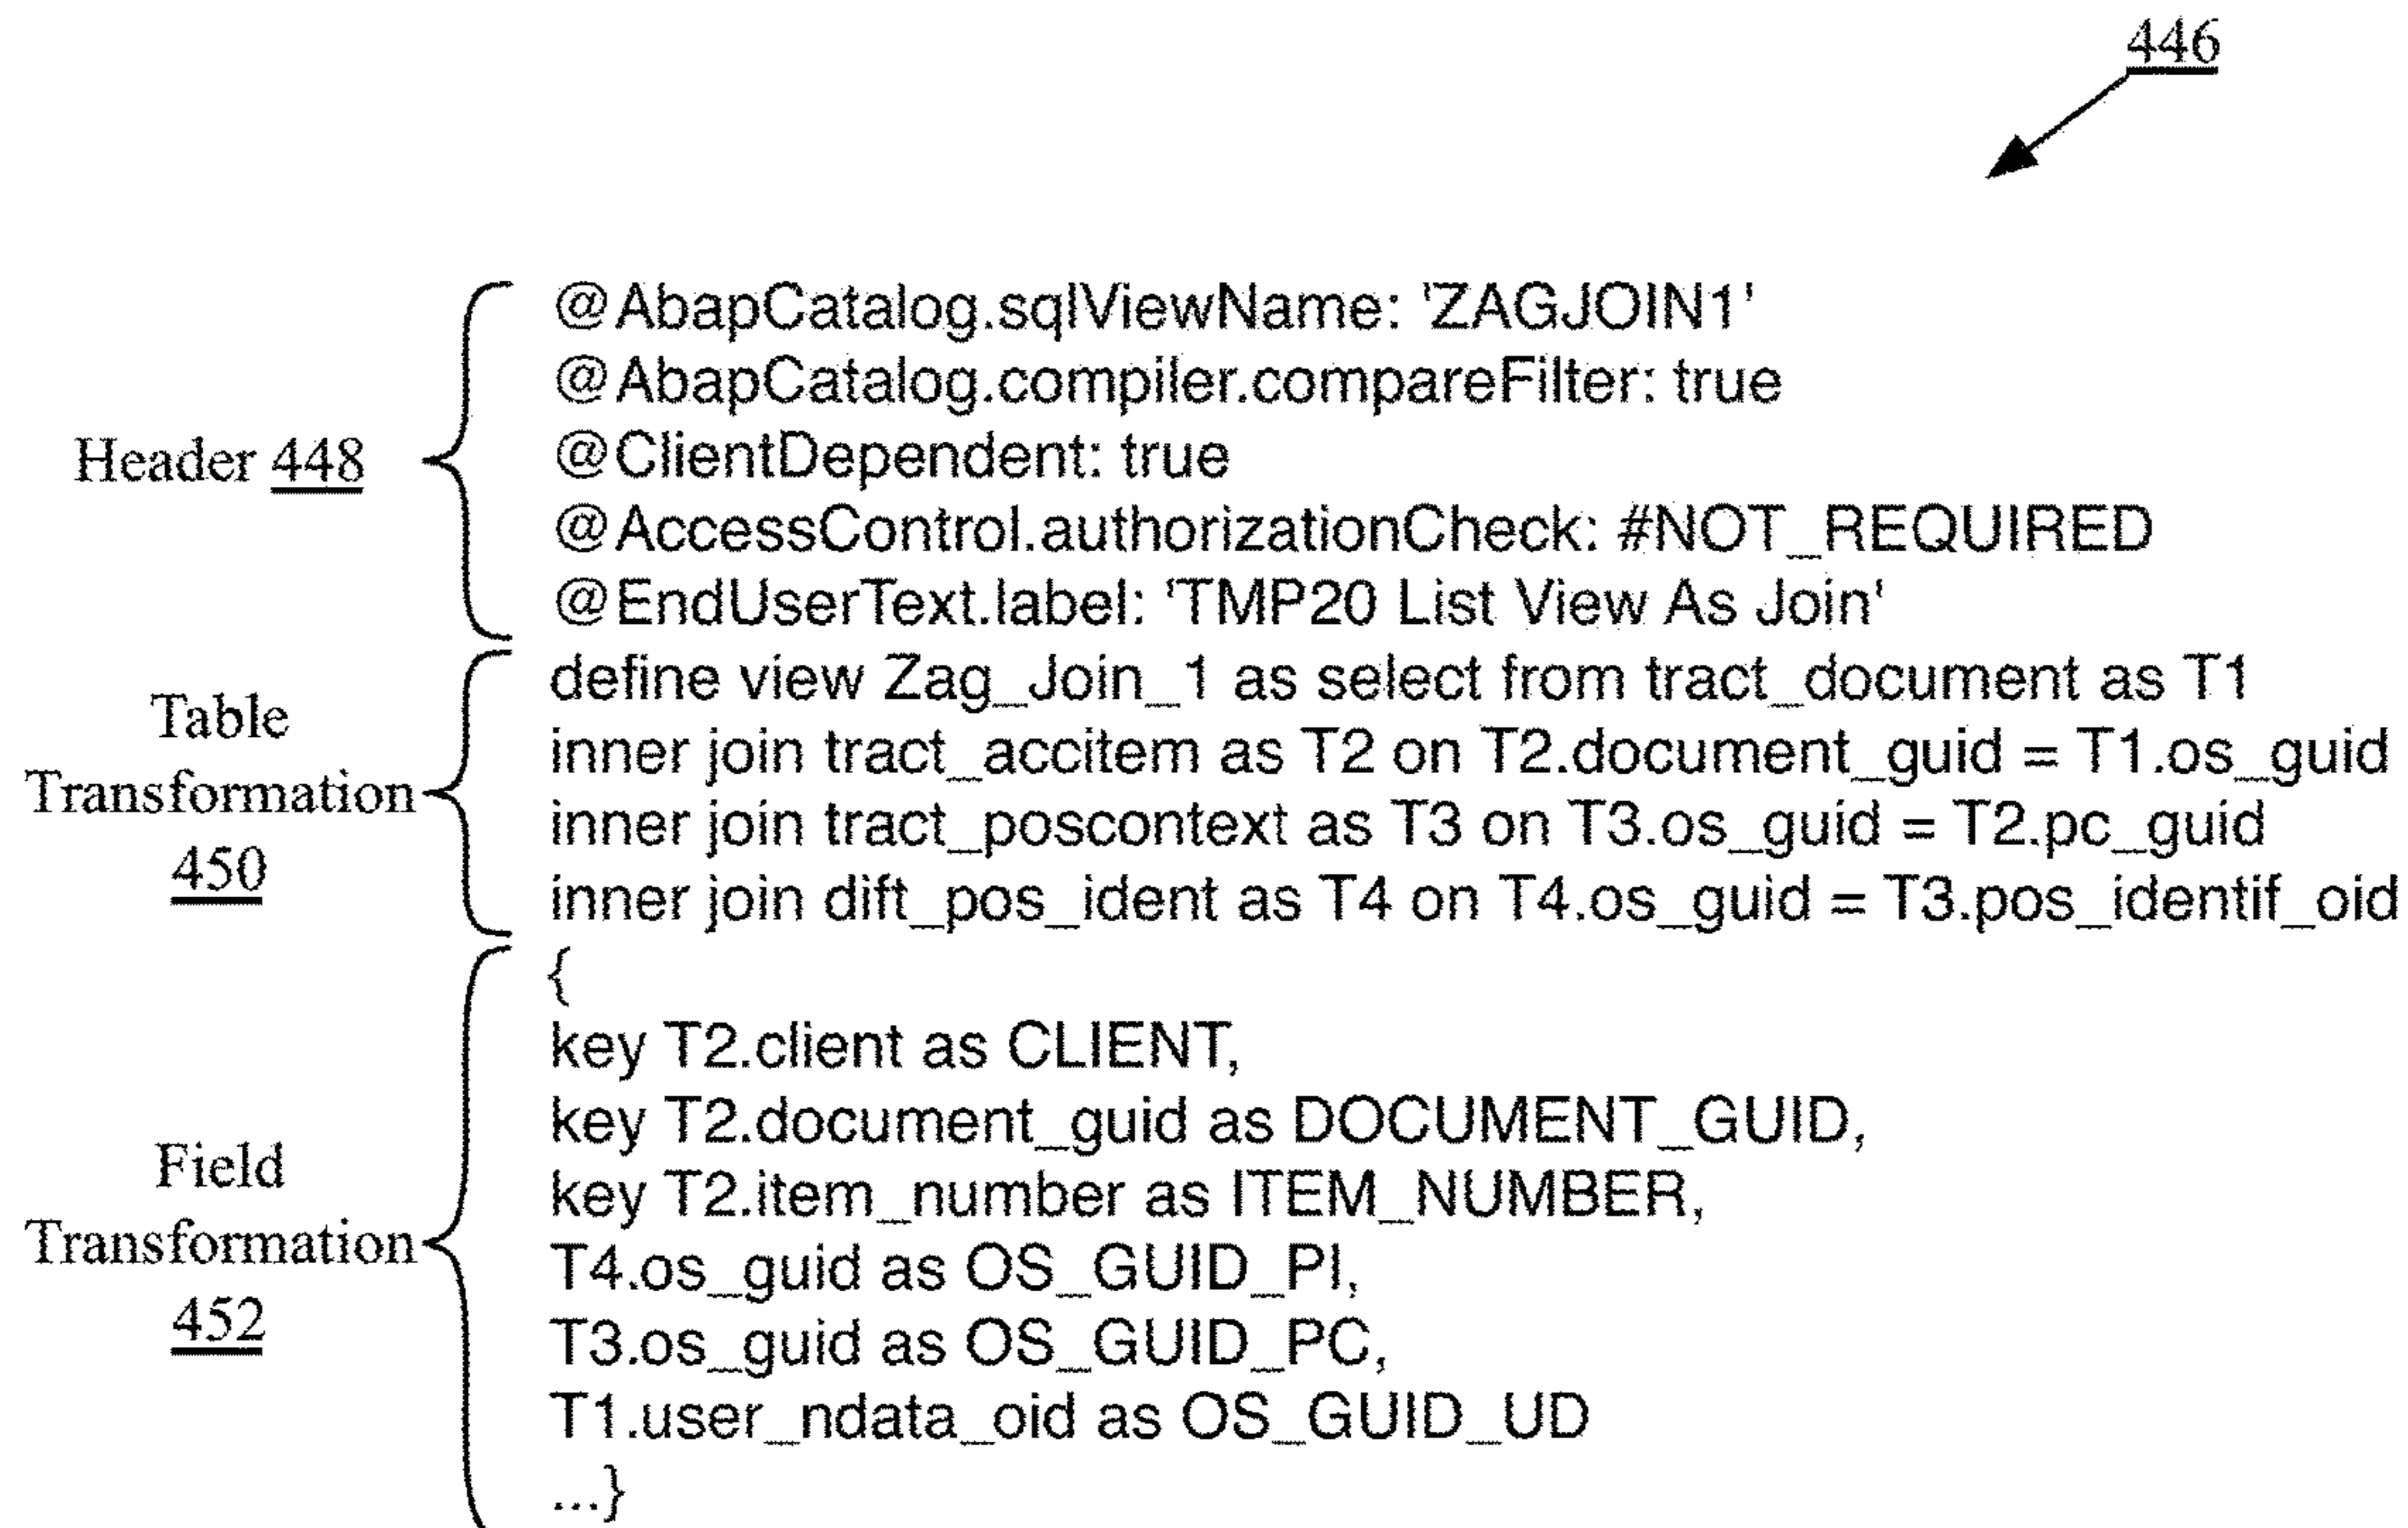 446
Header 448
@AbapCatalog.sqlViewName: 'ZAGJOIN1'
@AbapCatalog.compiler.compareFilter: true
@ClientDependent: true
@AccessControl.authorizationCheck: #NOT_REQUIRED
@EndUserText.label: 'TMP20 List View As Join'
Table
Transformation
450
define view Zag_Join_1 as select from tract_document as T1
inner join tract_accitem as T2 on T2.document_guid = T1.os_guid
inner join tract_poscontext as T3 on T3.os_guid = T2.pc_guid
inner join dift_pos_ident as T4 on T4.os_guid = T3.pos_identif_oid
Field
Transformation
452
{
key T2.client as CLIENT,
key T2.document_guid as DOCUMENT_GUID,
key T2.item_number as ITEM_NUMBER,
T4.os_guid as OS_GUID_PI,
T3.os_guid as OS_GUID_PC,
T1.user_ndata_oid as OS_GUID_UD
...}